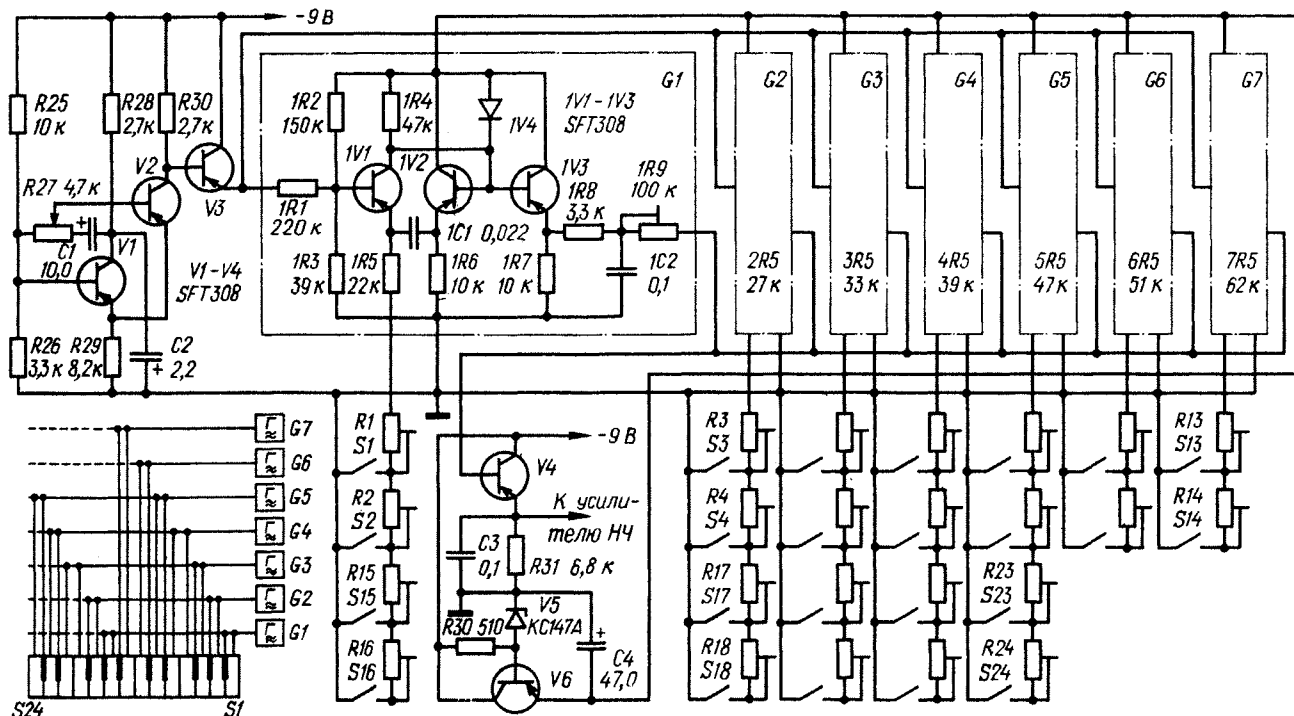 -9 В
R25
10 к
R28
2,7к
R30
2,7к
V2
V3
R27 4,7 к
+
C1
10,0
V1
V1-V4
SFT308
R26
3,3к
R29
8,2к
C2
+ 2,2
1R1
220 к
1R2
150к
1R4
47к
1V4
1V1-1V3
SFT308
G1
1V1
1V2
1V3
1R8
3,3 к
1R9
100 к
1C1 0,022
1R3
39к
1R5
22к
1R6
10 к
1R7
10 к
1C2
0,1
G2
G3
G4
G5
G6
G7
2R5
27 к
3R5
33 к
4R5
39 к
5R5
47 к
6R5
51 к
7R5
62 к
G7
G6
G5
G4
G3
G2
G1
S24
S1
R1
S1
R2
S2
R15
S15
R16
S16
-9 В
V4
К усили-
телю НЧ
C3
0,1
R31 6,8 к
V5
КС147А
R30 510
+
C4
47,0
V6
R3
S3
R4
S4
R17
S17
R18
S18
R13
S13
R14
S14
R23
S23
R24
S24